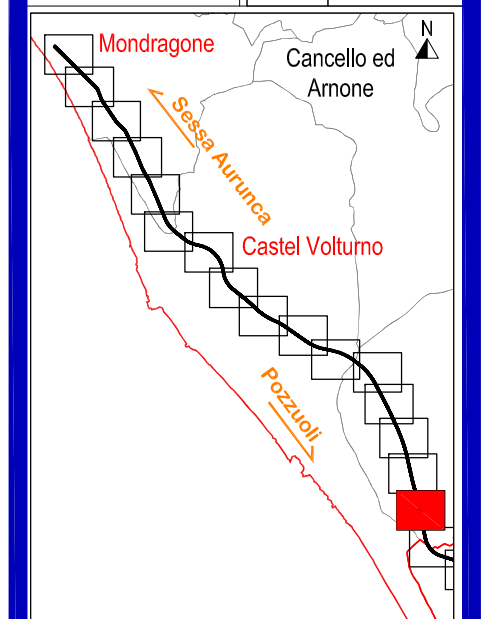 Mondragone
N
Cancello ed
Arnone
Sessa Aurunca
Castel Volturno
Pozzuoli